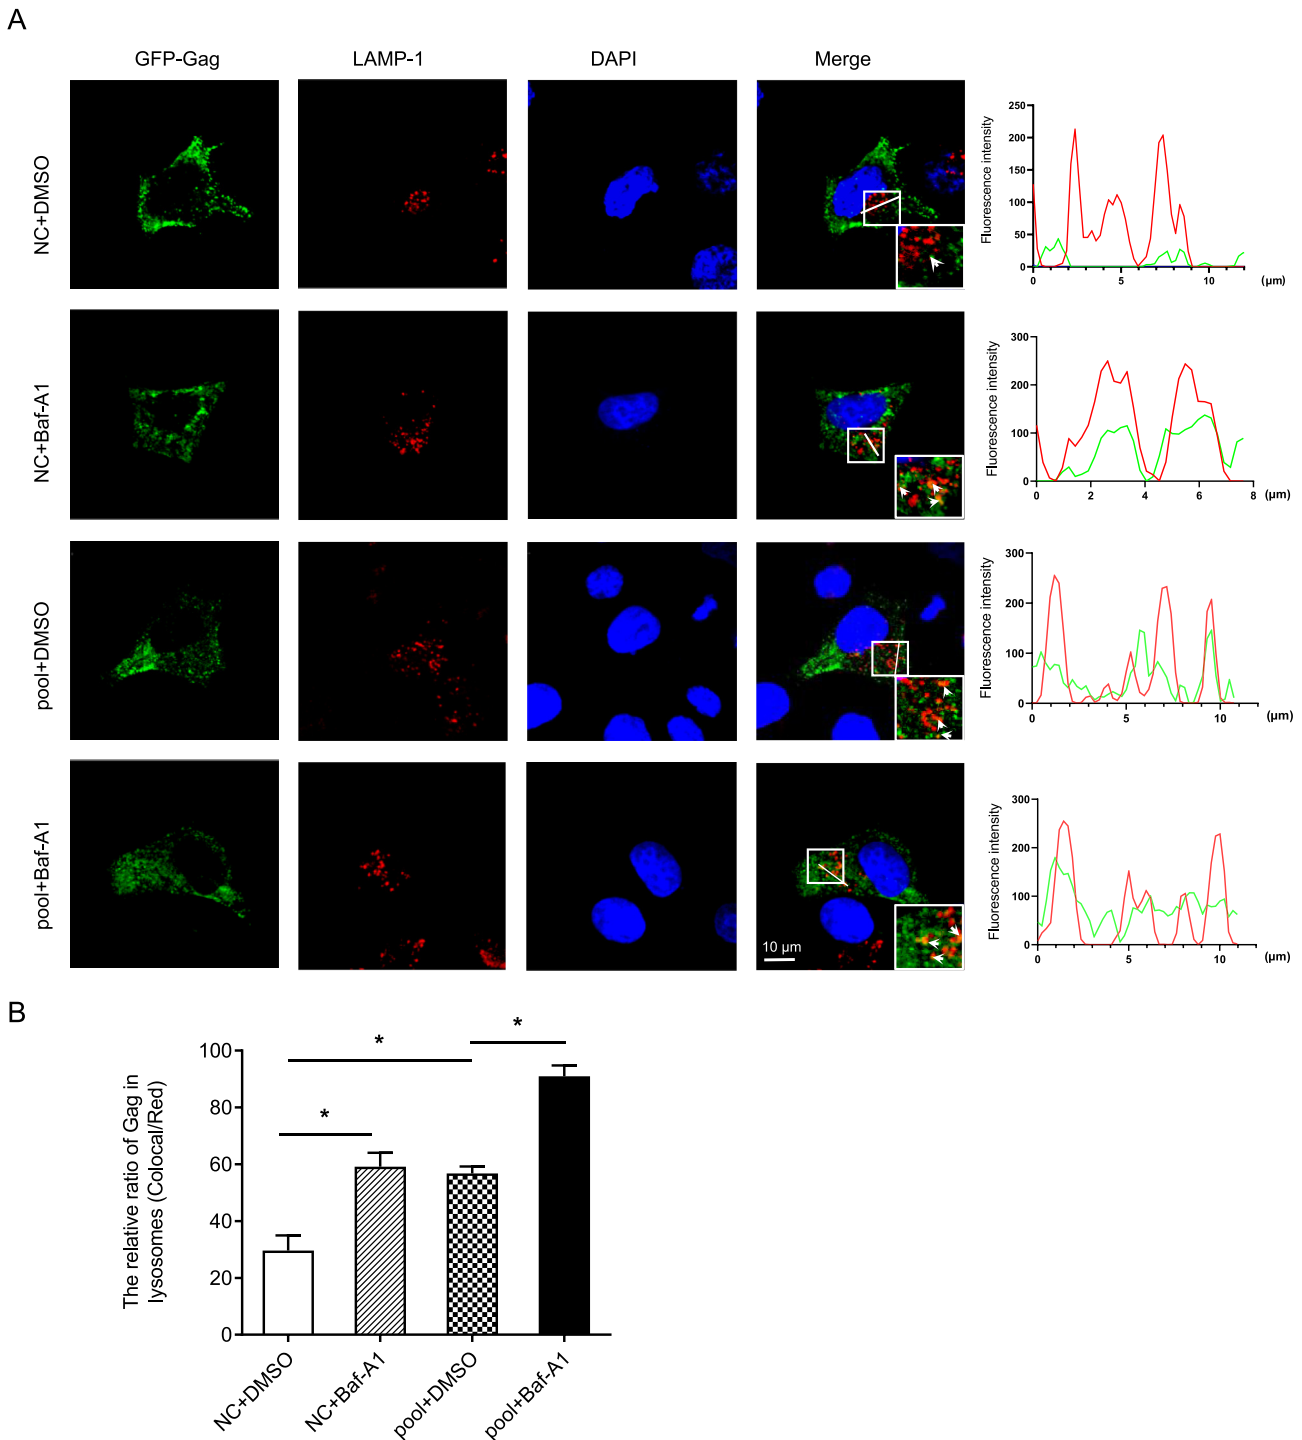 A
GFP-Gag LAMP-1 DAPI Merge
NC+DMSO
Fluorescence intensity
250
200
150
100
50
0
0 5 10 (μm)
NC+Baf-A1
Fluorescence intensity
300
200
100
0
0 2 4 6 8 (μm)
pool+DMSO
Fluorescence intensity
300
200
100
0
0 5 10 (μm)
pool+Baf-A1
10 μm
Fluorescence intensity
300
200
100
0
0 5 10 (μm)
B
The relative ratio of Gag in
lysosomes (Colocal/Red)
100
80
60
40
20
0
*
*
*
NC+DMSO
NC+Baf-A1
pool+DMSO
pool+Baf-A1